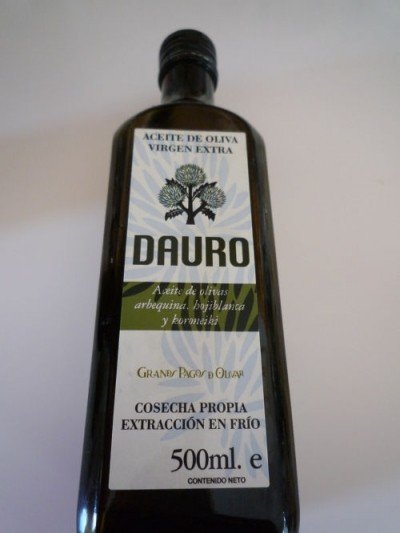 ACEITE DE OLIVA
VIRGEN EXTRA
DAURO
Aceite de olivas
arbequina, hojiblanca
y koroneiki
GRANDES PAGOS D OLIVAR
COSECHA PROPIA
EXTRACCIÓN EN FRÍO
500ml. e
CONTENIDO NETO